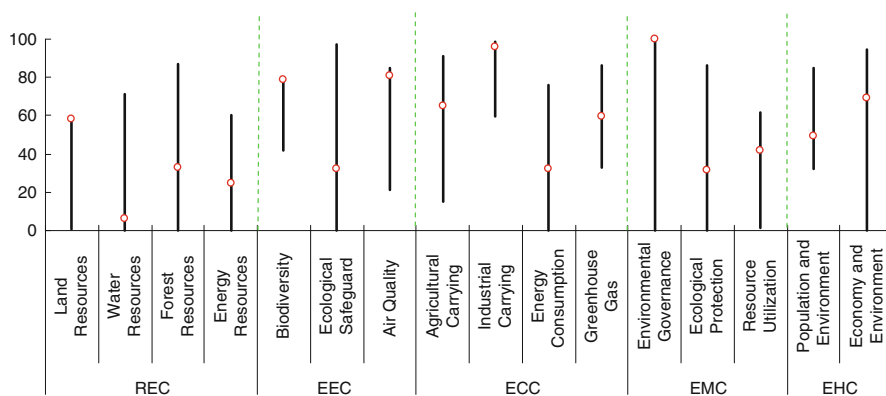 100
80
60
40
20
0
Land
Resources
Water
Resources
Forest
Resources
Energy
Resources
Biodiversity
Ecological
Safeguard
Air Quality
Agricultural
Carrying
Industrial
Carrying
Energy
Consumption
Greenhouse
Gas
Environmental
Governance
Ecological
Protection
Resource
Utilization
Population and
Environment
Economy and
Environment
REC
EEC
ECC
EMC
EHC